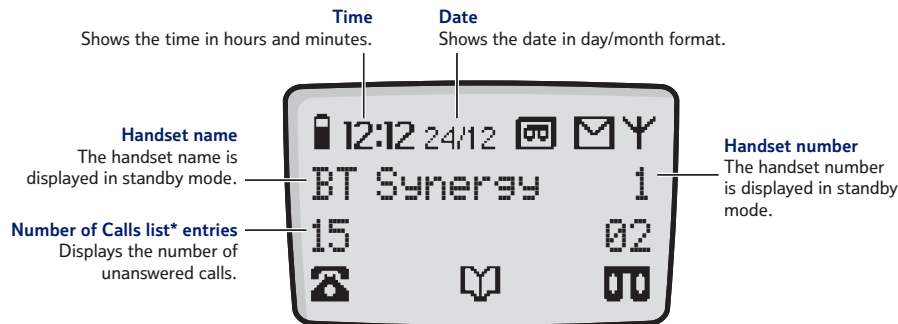 Time
Shows the time in hours and minutes.
Date
Shows the date in day/month format.
12:12 24/12
Handset name
The handset name is
displayed in standby mode.
BT Synergy 1
Handset number
The handset number
is displayed in standby
mode.
Number of Calls list* entries
Displays the number of
unanswered calls.
15 02